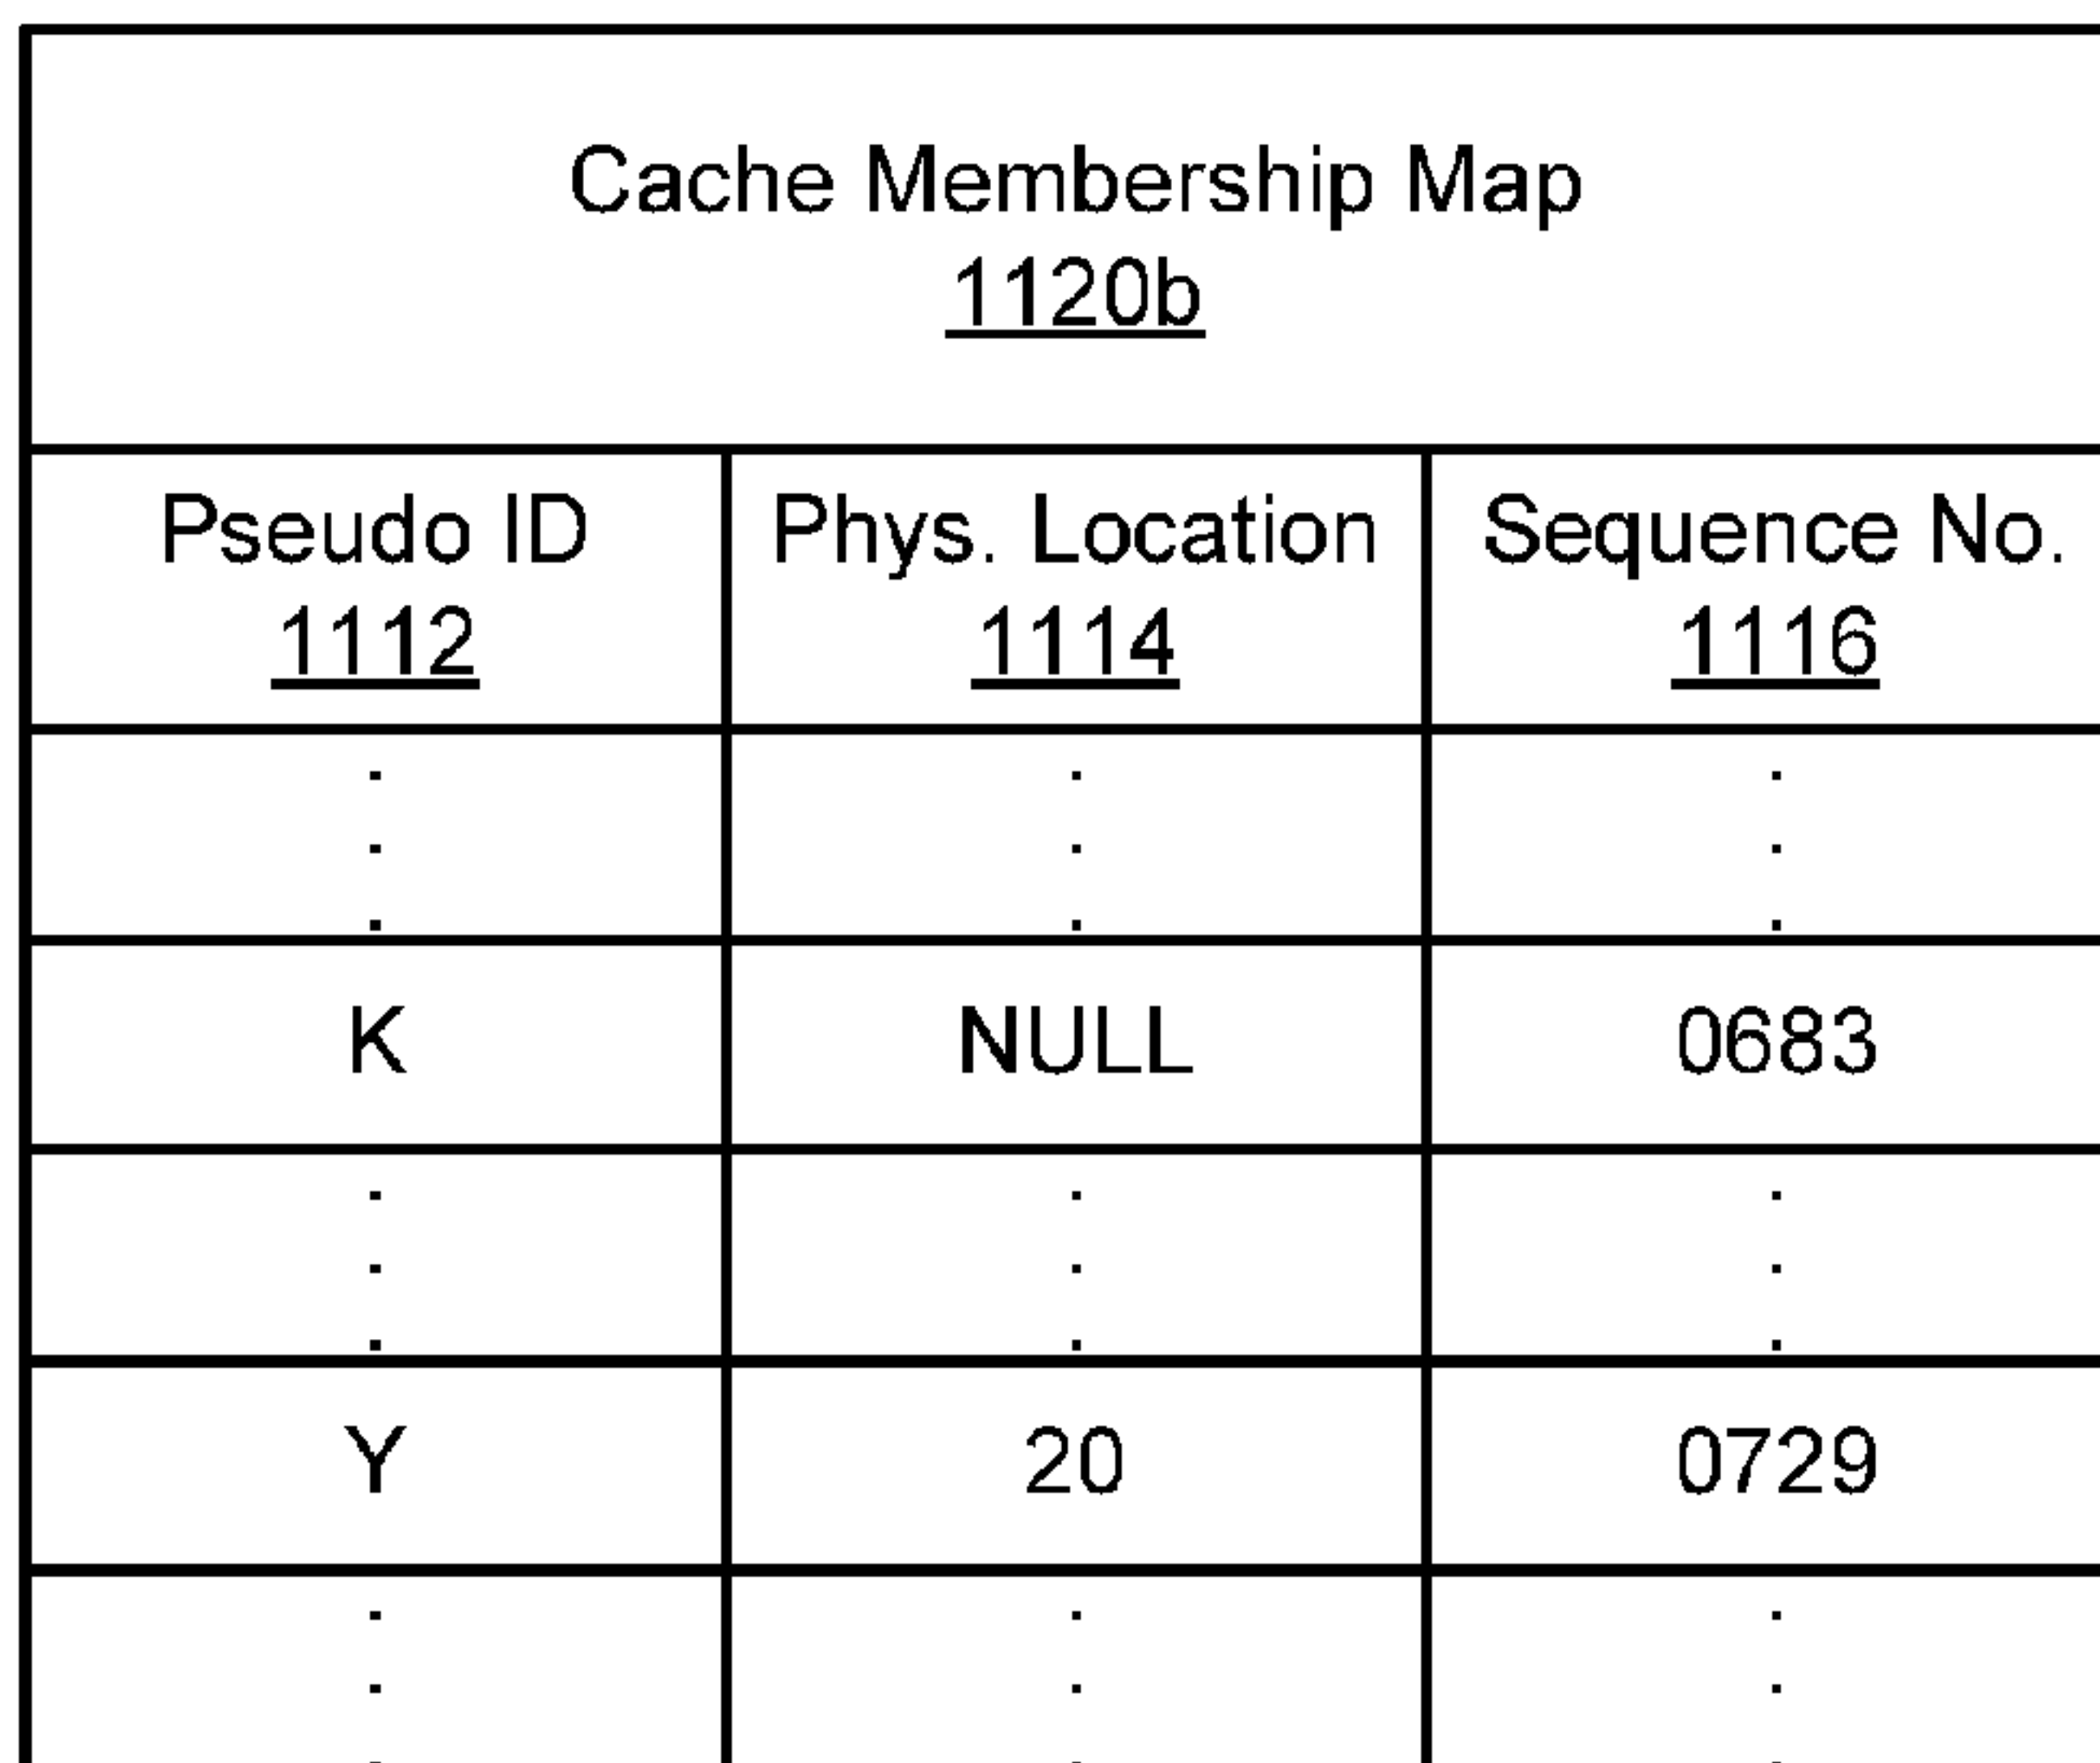 Cache Membership Map
1120b
Pseudo ID Phys. Location Sequence No.
1112 1114 1116
. . .
. . .
. . .
K NULL 0683
. . .
. . .
. . .
Y 20 0729
. . .
. . .
. . .